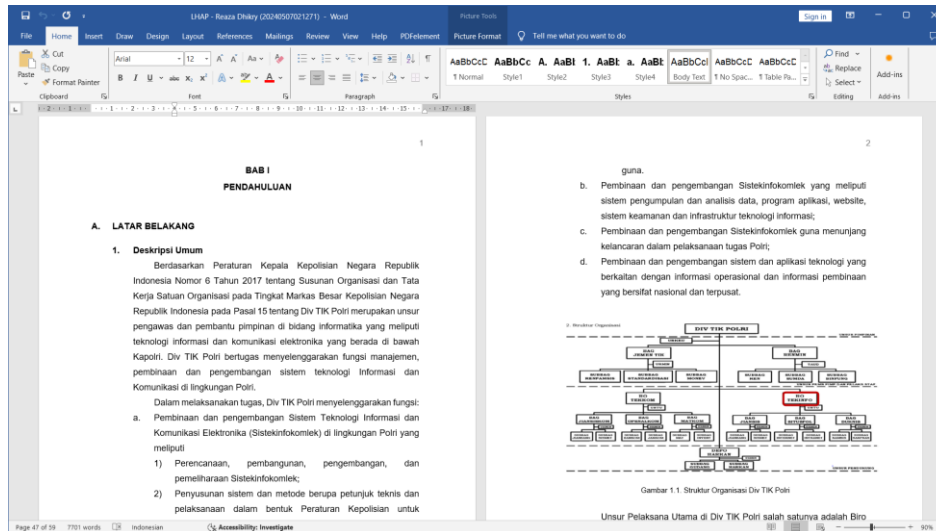 LHAP - Reaza Dhikry (20240507021271) - Word
Picture Tools
Sign in
File Home Insert Draw Design Layout References Mailings Review View Help PDFelement Picture Format Tell me what you want to do
Paste
Cut
Copy
Format Painter
Clipboard
Arial 12
Font
Paragraph
AaBbCcC AaBbCc A. AaBl 1. AaBl a. AaBt AaBbCcl AaBbCcC AaBbCcC
¶ Normal Style1 Style2 Style3 Style4 Body Text ¶ No Spac... ¶ Table Pa...
Styles
Find
Replace
Select
Editing
Add-ins
Add-ins
1
BAB I
PENDAHULUAN
A. LATAR BELAKANG
1. Deskripsi Umum
Berdasarkan Peraturan Kepala Kepolisian Negara Republik
Indonesia Nomor 6 Tahun 2017 tentang Susunan Organisasi dan Tata
Kerja Satuan Organisasi pada Tingkat Markas Besar Kepolisian Negara
Republik Indonesia pada Pasal 15 tentang Div TIK Polri merupakan unsur
pengawas dan pembantu pimpinan di bidang informatika yang meliputi
teknologi informasi dan komunikasi elektronika yang berada di bawah
Kapolri. Div TIK Polri bertugas menyelenggarakan fungsi manajemen,
pembinaan dan pengembangan sistem teknologi Informasi dan
Komunikasi di lingkungan Polri.
Dalam melaksanakan tugas, Div TIK Polri menyelenggarakan fungsi:
a. Pembinaan dan pengembangan Sistem Teknologi Informasi dan
Komunikasi Elektronika (Sistekinfokomlek) di lingkungan Polri yang
meliputi
1) Perencanaan, pembangunan, pengembangan, dan
pemeliharaan Sistekinfokomlek;
2) Penyusunan sistem dan metode berupa petunjuk teknis dan
pelaksanaan dalam bentuk Peraturan Kepolisian untuk
2
guna.
b. Pembinaan dan pengembangan Sistekinfokomlek yang meliputi
sistem pengumpulan dan analisis data, program aplikasi, website,
sistem keamanan dan infrastruktur teknologi informasi;
c. Pembinaan dan pengembangan Sistekinfokomlek guna menunjang
kelancaran dalam pelaksanaan tugas Polri;
d. Pembinaan dan pengembangan sistem dan aplikasi teknologi yang
berkaitan dengan informasi operasional dan informasi pembinaan
yang bersifat nasional dan terpusat.
2. Struktur Organisasi
DIV TIK POLRI
Gambar 1.1. Struktur Organisasi Div TIK Polri
Unsur Pelaksana Utama di Div TIK Polri salah satunya adalah Biro
Page 47 of 59 7701 words Indonesian Accessibility: Investigate
90%